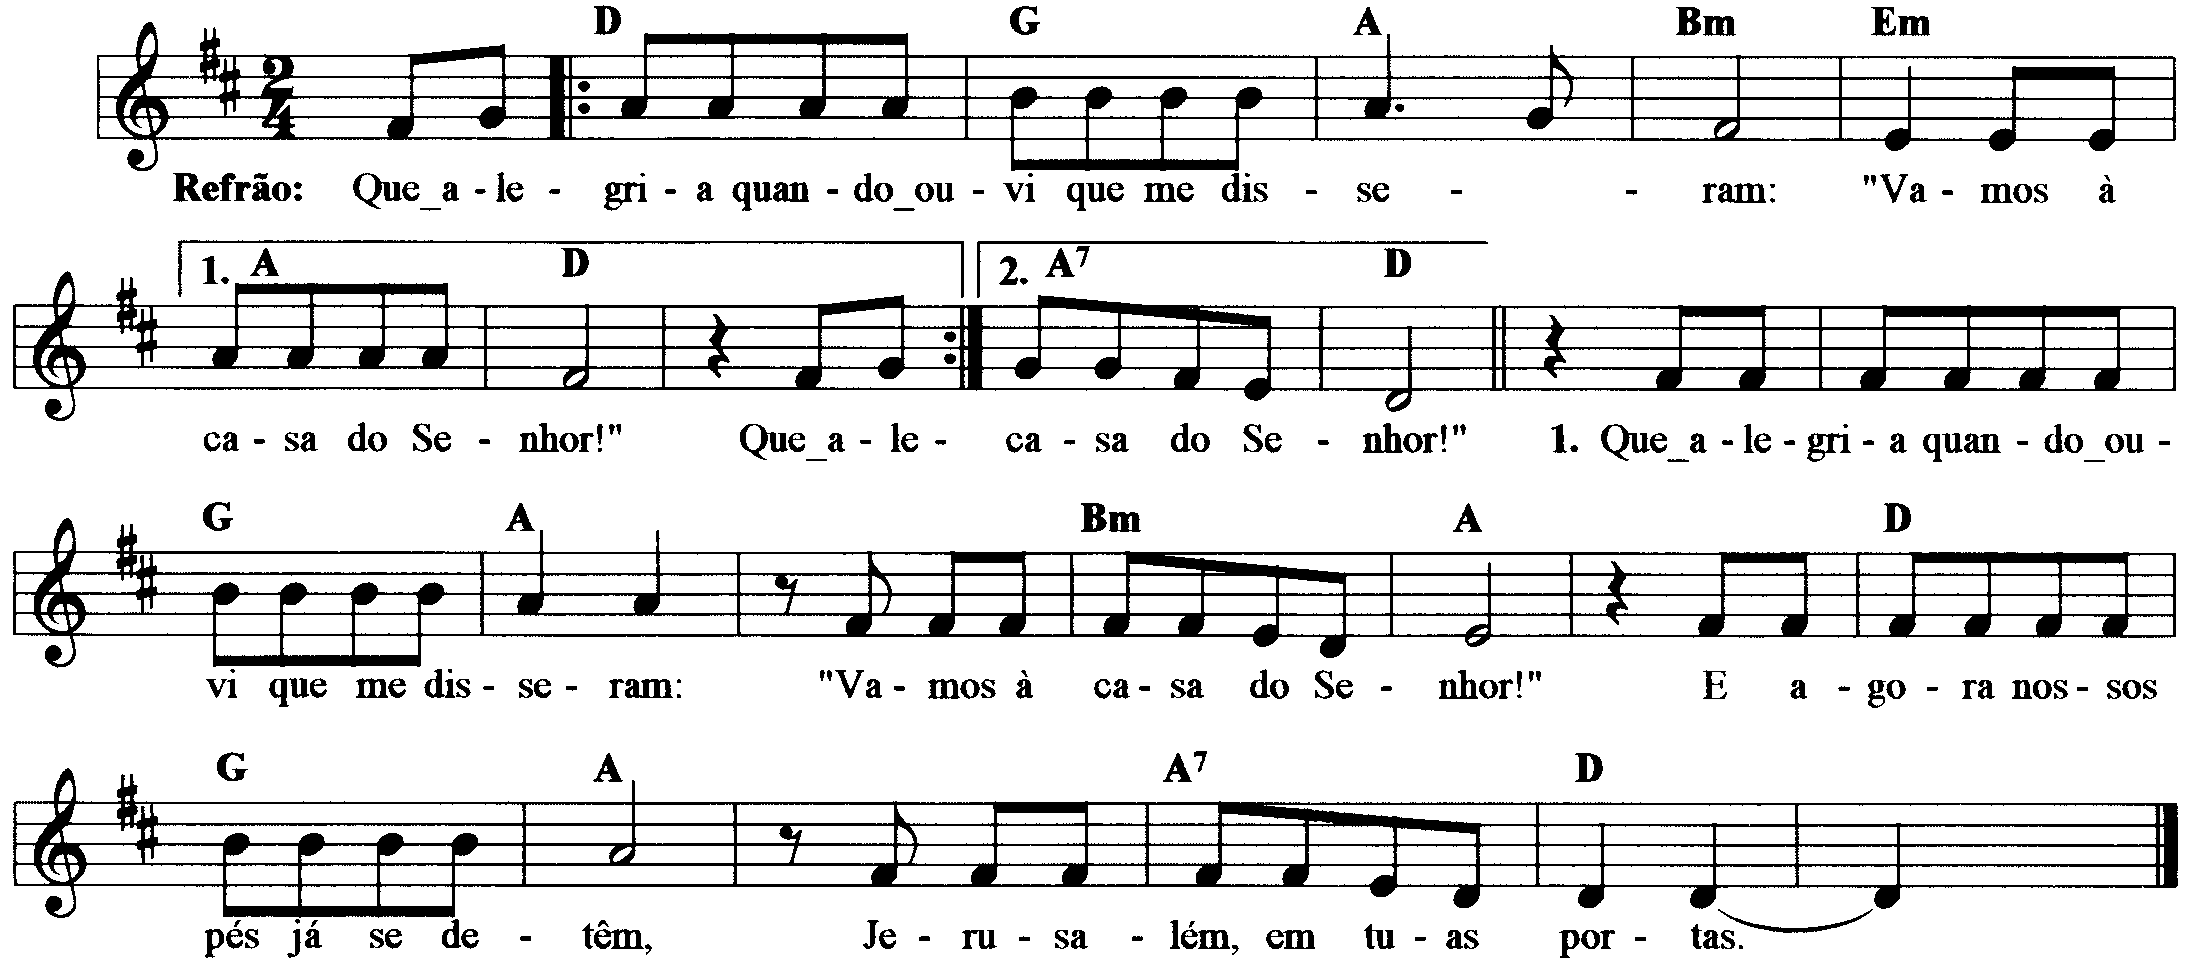 D G A Bm Em
Refrão: Que_a - le - gri - a quan - do_ou - vi que me dis - se - - ram: "Va - mos à
1. A D 2. A7 D
ca - sa do Se - nhor!" Que_a - le - ca - sa do Se - nhor!" 1. Que_a - le - gri - a quan - do_ou -
G A Bm A D
vi que me dis - se - ram: "Va - mos à ca - sa do Se - nhor!" E a - go - ra nos - sos
G A A7 D
pés já se de - têm, Je - ru - sa - lém, em tu - as por - tas.